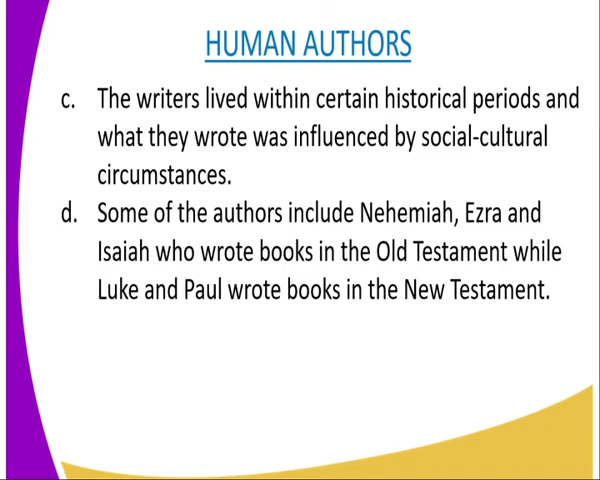 HUMAN AUTHORS
c. The writers lived within certain historical periods and
what they wrote was influenced by social-cultural
circumstances.
d. Some of the authors include Nehemiah, Ezra and
Isaiah who wrote books in the Old Testament while
Luke and Paul wrote books in the New Testament.